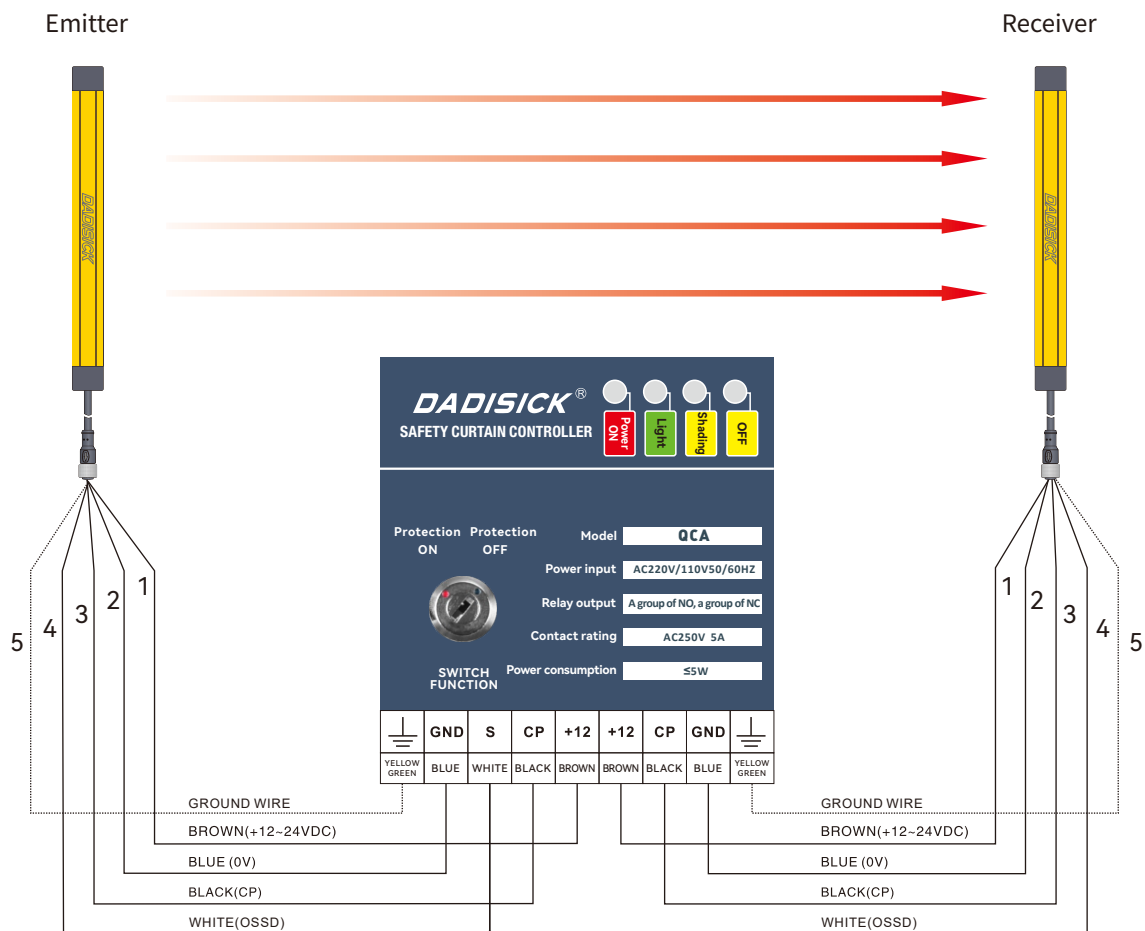 Emitter
Receiver
DADISICK
DADISICK
DADISICK®
SAFETY CURTAIN CONTROLLER
Power ON
Light
Shading
OFF
Protection ON
Protection OFF
SWITCH FUNCTION
Model QCA
Power input AC220V/110V50/60HZ
Relay output A group of NO, a group of NC
Contact rating AC250V 5A
Power consumption ≤5W
5 4 3 2 1
1 2 3 4 5
GND S CP +12 +12 CP GND
YELLOW GREEN BLUE WHITE BLACK BROWN BROWN BLACK BLUE YELLOW GREEN
GROUND WIRE
BROWN(+12~24VDC)
BLUE (0V)
BLACK(CP)
WHITE(OSSD)
GROUND WIRE
BROWN(+12~24VDC)
BLUE (0V)
BLACK(CP)
WHITE(OSSD)